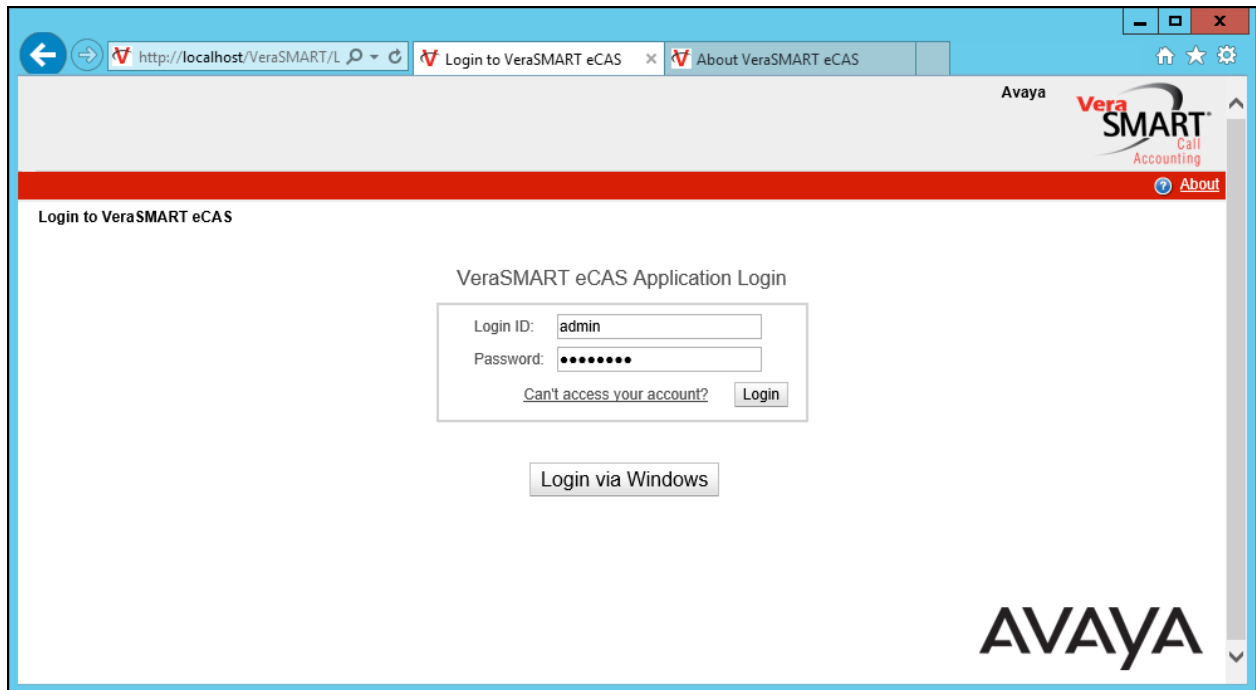 http://localhost/VeraSMART/L
Login to VeraSMART eCAS
About VeraSMART eCAS
Avaya
Vera
SMART
Call
Accounting
About
Login to VeraSMART eCAS
VeraSMART eCAS Application Login
Login ID: admin
Password: ●●●●●●●●
Can't access your account? Login
Login via Windows
AVAYA